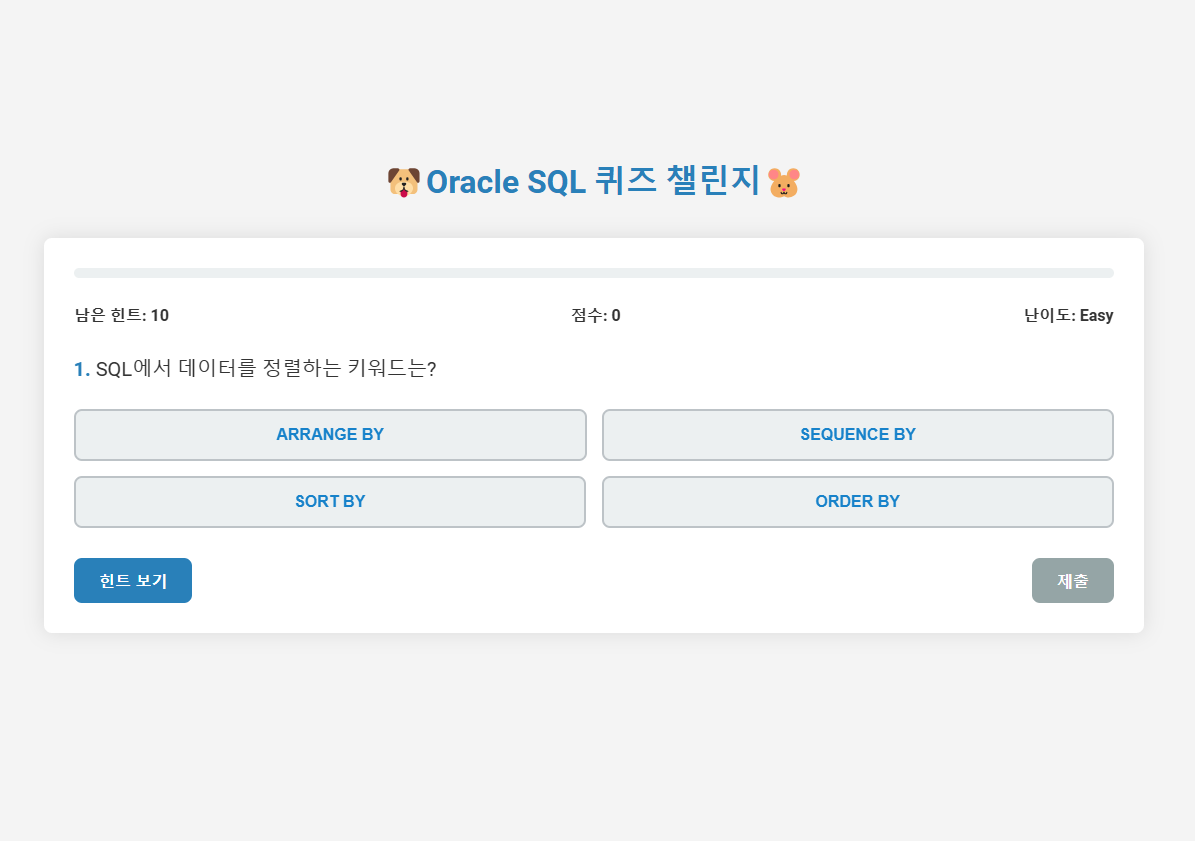 Oracle SQL 퀴즈 챌린지
남은 힌트: 10 점수: 0 난이도: Easy
1. SQL에서 데이터를 정렬하는 키워드는?
ARRANGE BY SEQUENCE BY
SORT BY ORDER BY
힌트 보기 제출